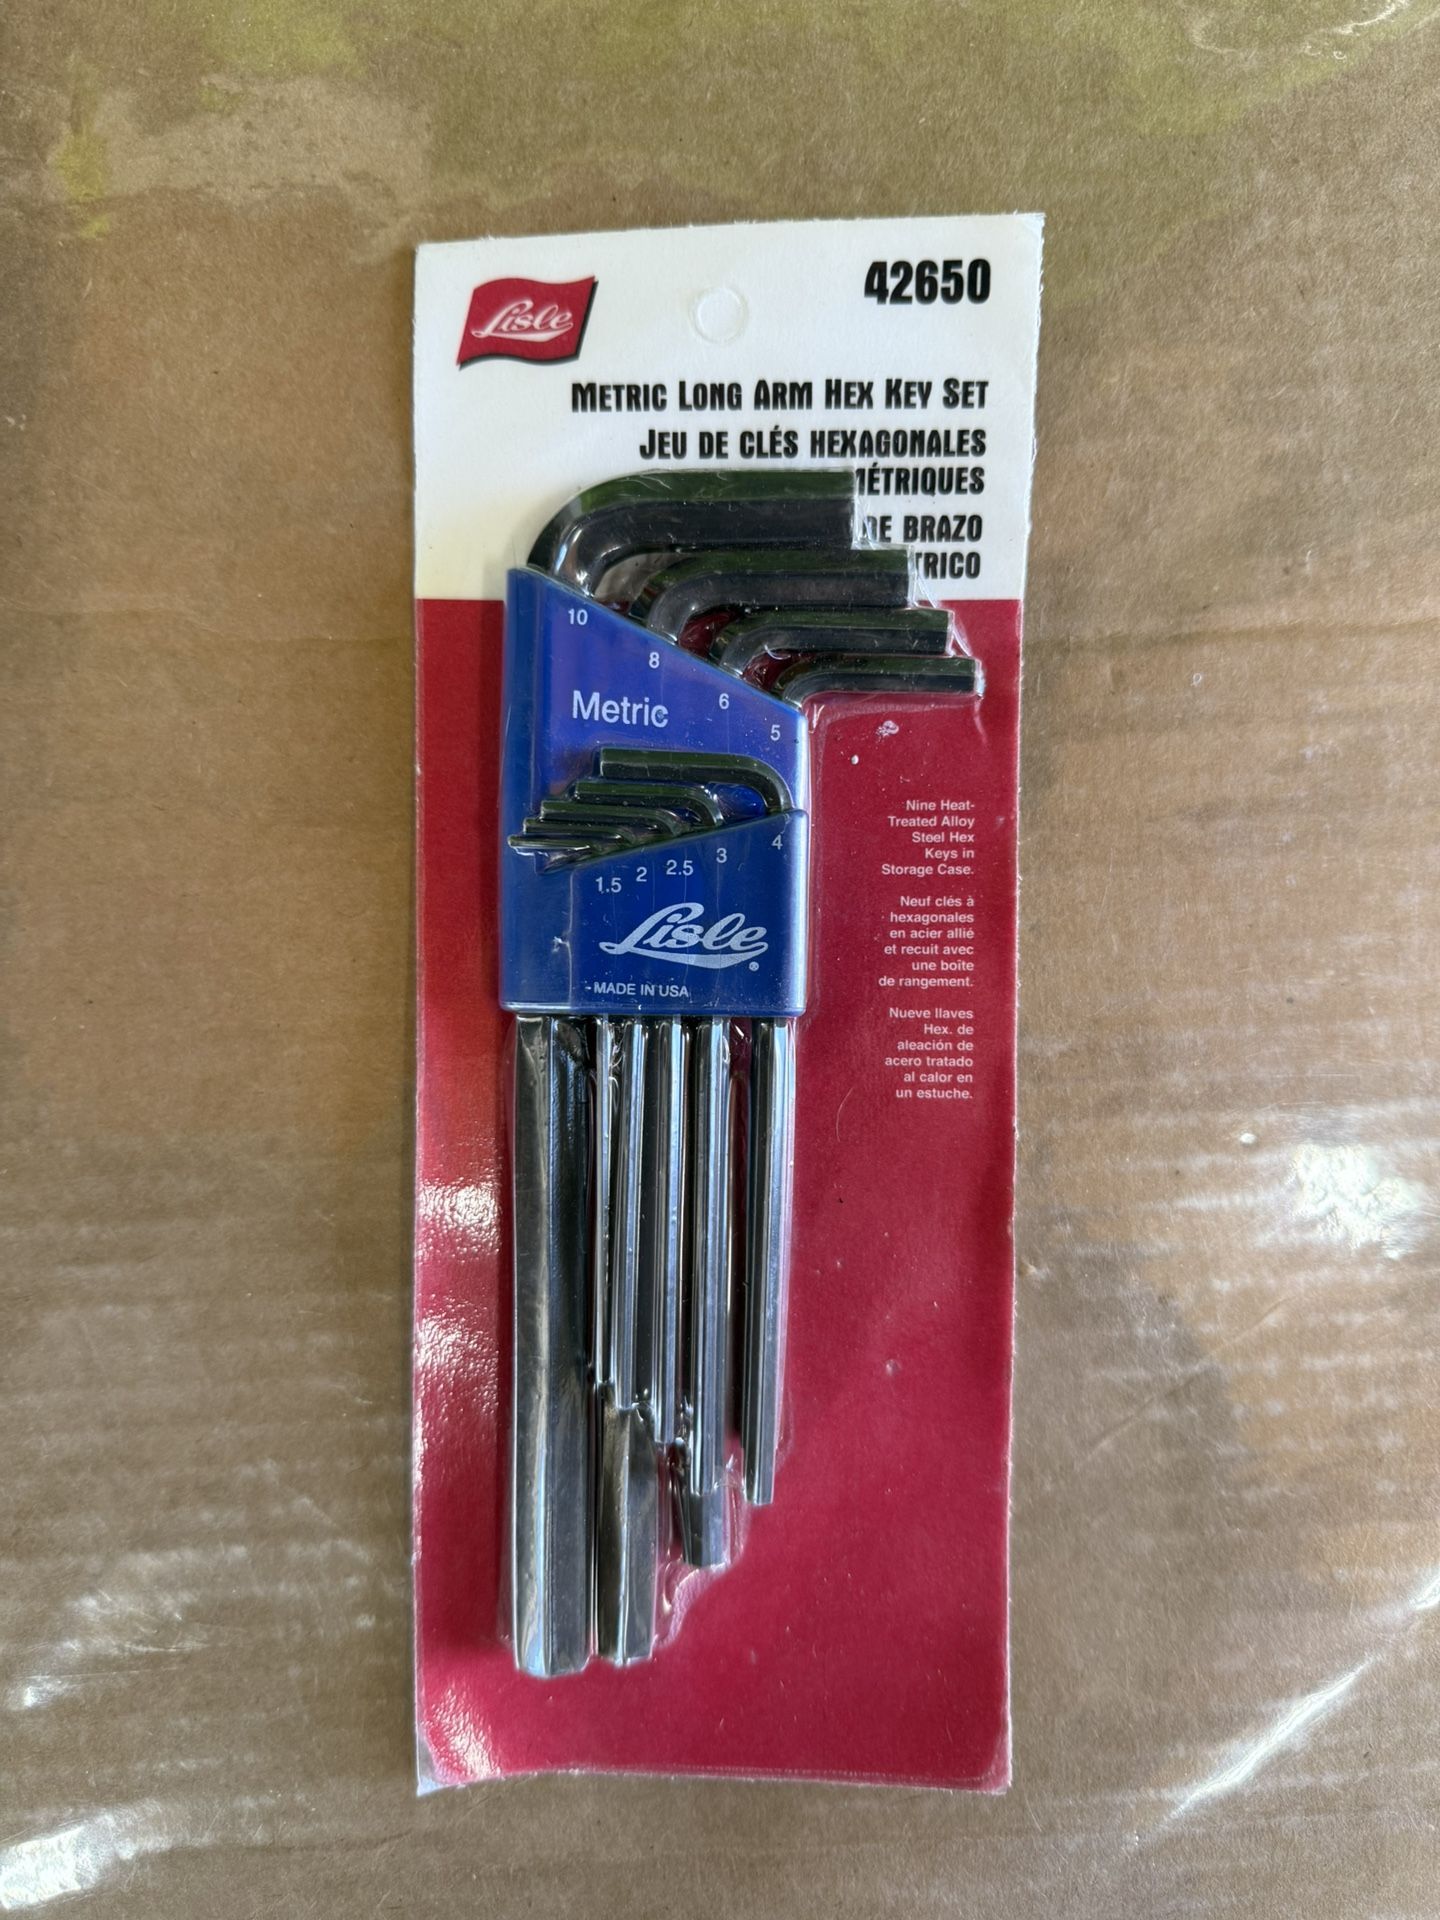 Lisle
42650
METRIC LONG ARM HEX KEY SET
JEU DE CLÉS HEXAGONALES
DE BRAZO
10
8
6
5
Metric
4
3
2.5
2
1.5
Lisle
®
MADE IN USA
Nine Heat-
Treated Alloy
Steel Hex
Keys in
Storage Case.
Neuf clés à
hexagonales
en acier allié
et recuit avec
une boîte
de rangement.
Nueve llaves
Hex. de
aleación de
acero tratado
al calor en
un estuche.